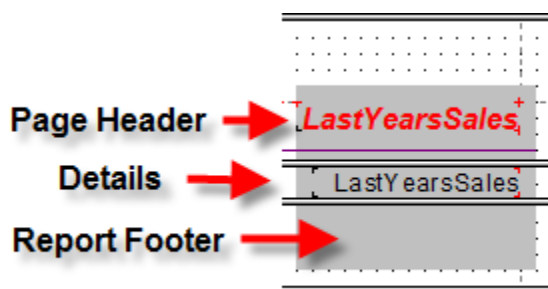 Page Header LastYearsSales
Details LastYearsSales
Report Footer